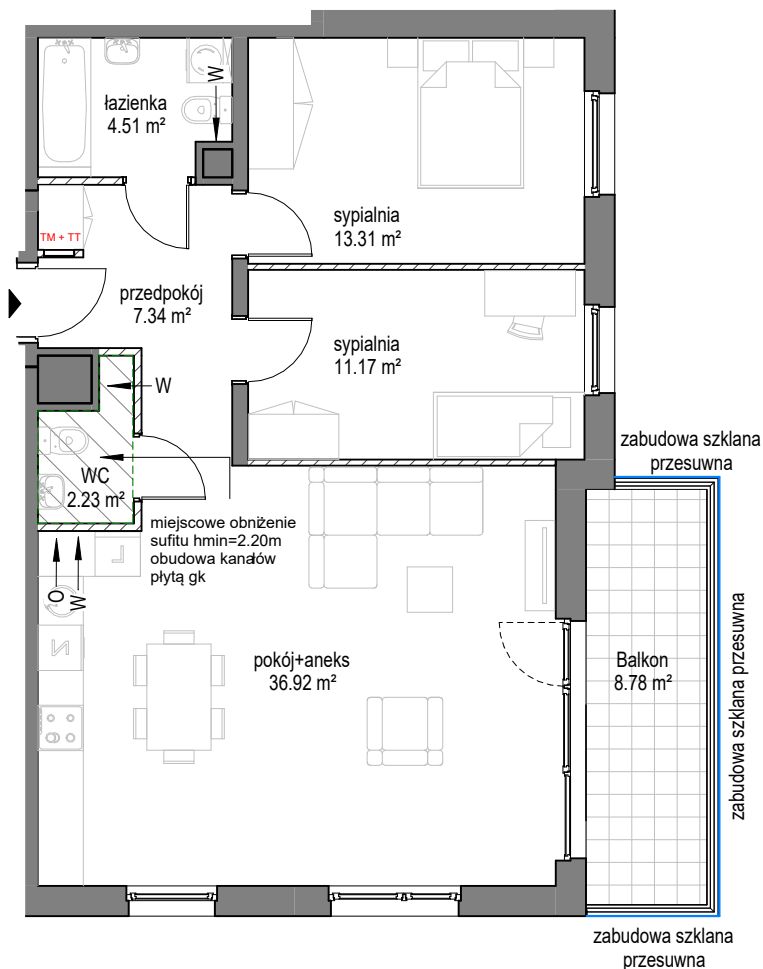 łazienka
4.51 m²
W
TM + TT
sypialnia
13.31 m²
przedpokój
7.34 m²
sypialnia
11.17 m²
W
WC
2.23 m²
zabudowa szklana
przesuwna
miejscowe obniżenie
sufitu hmin=2.20m
obudowa kanałów
płytą gk
L
O
W
N
pokój+aneks
36.92 m²
Balkon
8.78 m²
zabudowa szklana przesuwna
zabudowa szklana
przesuwna